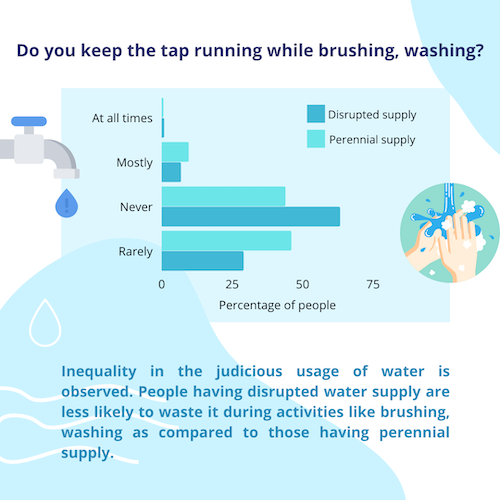 Do you keep the tap running while brushing, washing?
Disrupted supply
Perennial supply
At all times
Mostly
Never
Rarely
0 25 50 75
Percentage of people
Inequality in the judicious usage of water is
observed. People having disrupted water supply are
less likely to waste it during activities like brushing,
washing as compared to those having perennial
supply.